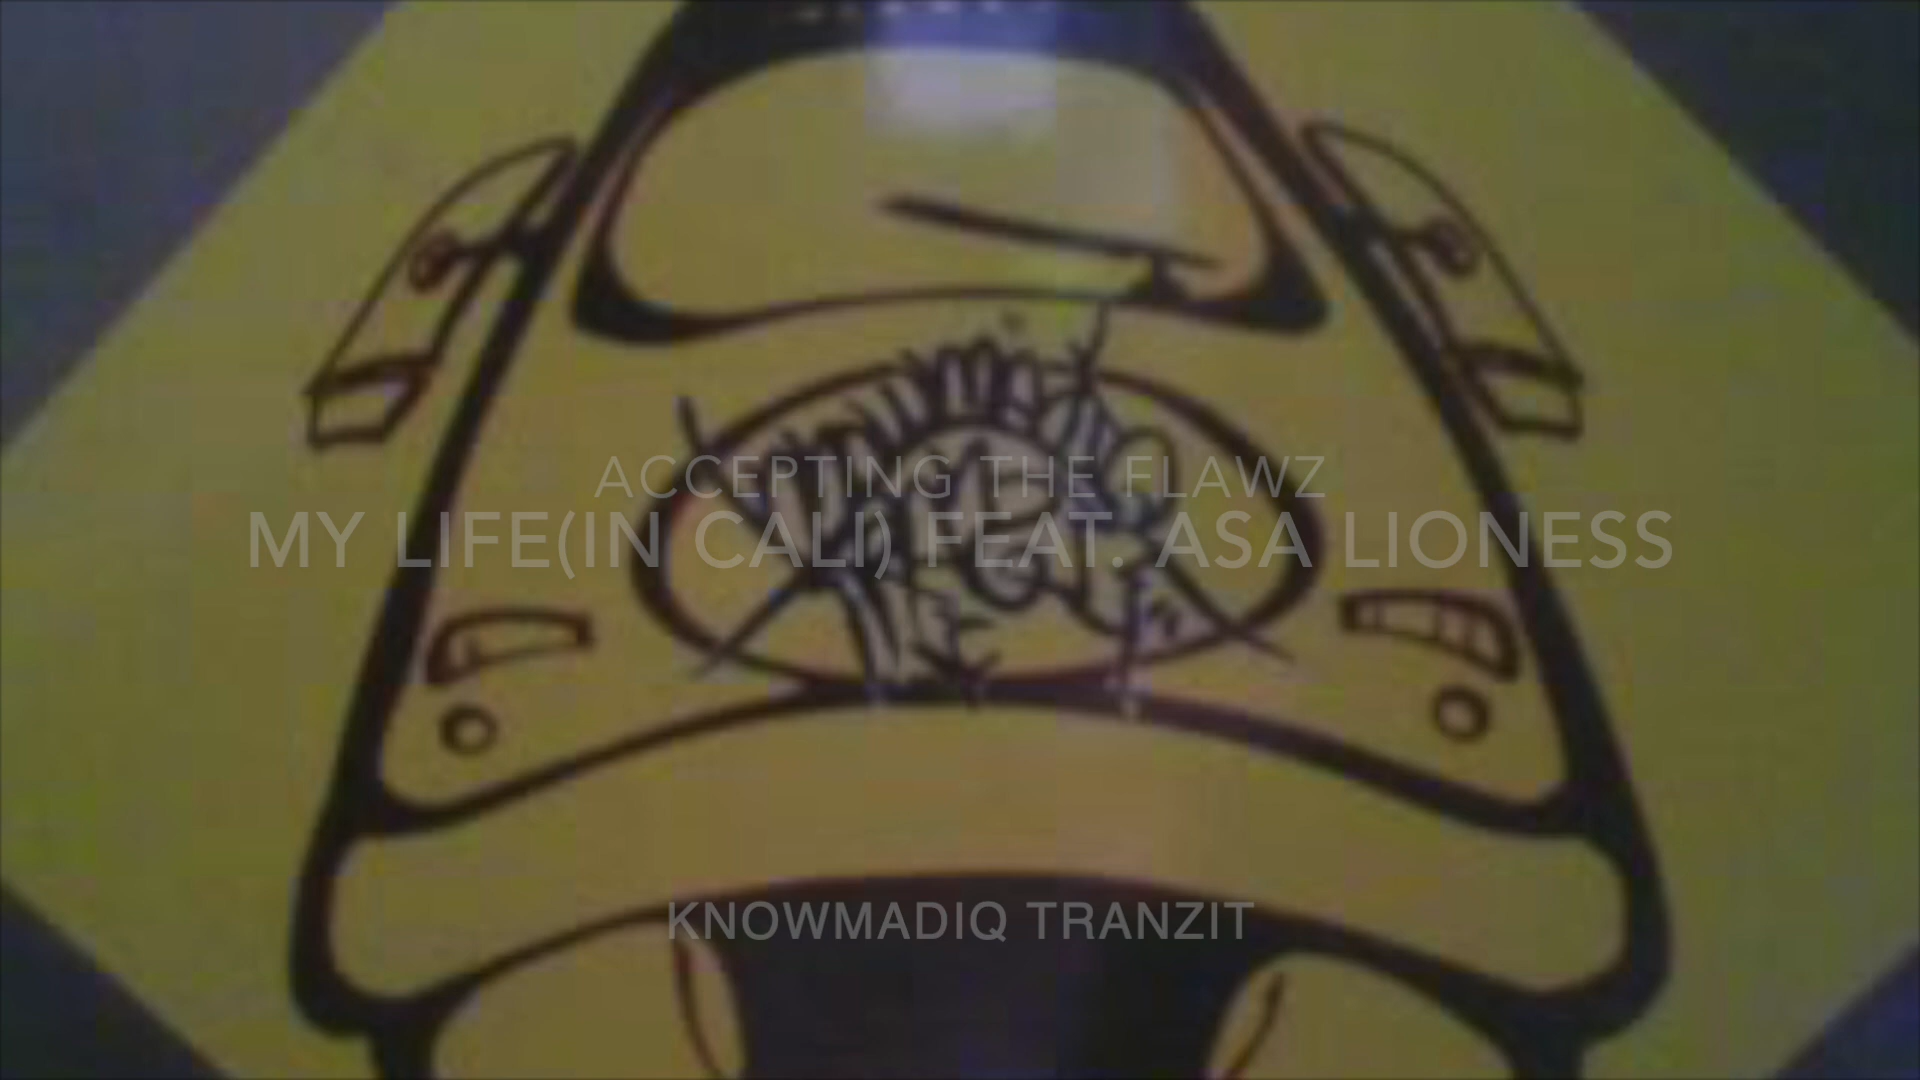 ACCEPTING THE FLAWZ
MY LIFE(IN CALI) FEAT. ASA LIONESS
KNOWMADIQ TRANZIT